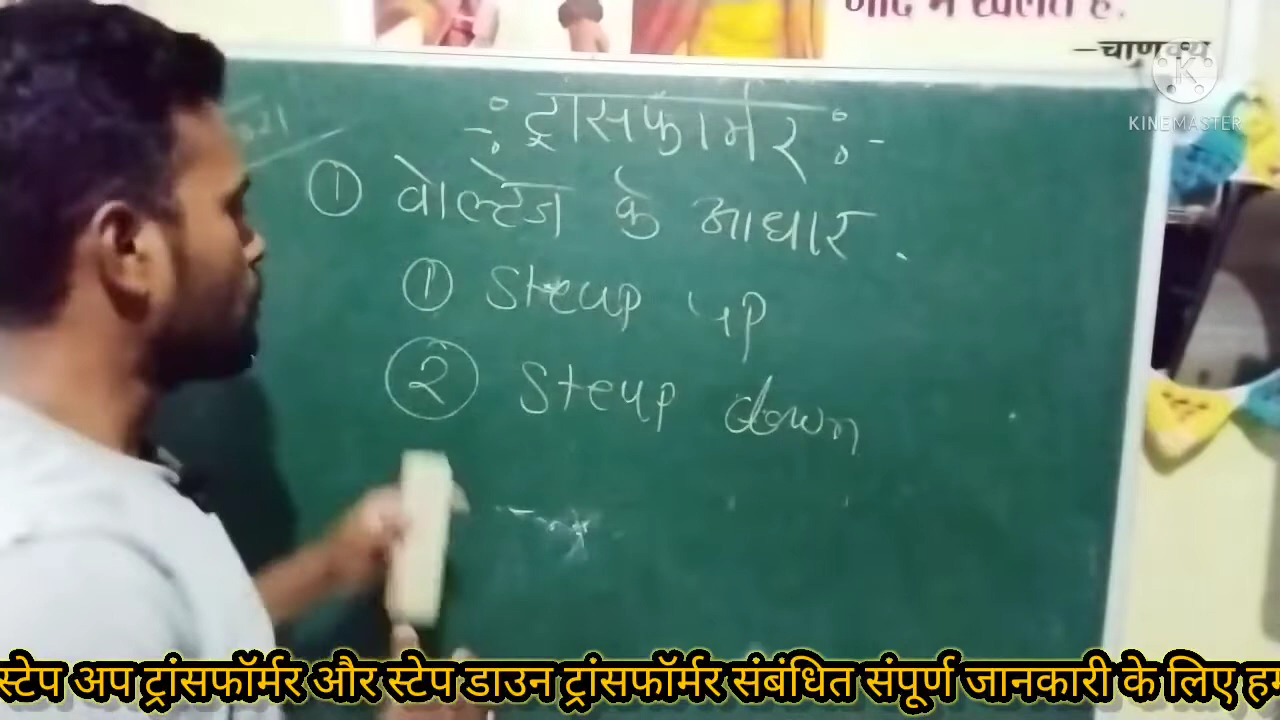 में खेलते है.
—चाणक्य
KINEMASTER
-: ट्रासफार्मर :-
① वोल्टेज के आधार .
① Steup up
② Steup down
स्टेप अप ट्रांसफॉर्मर और स्टेप डाउन ट्रांसफॉर्मर संबंधित संपूर्ण जानकारी के लिए